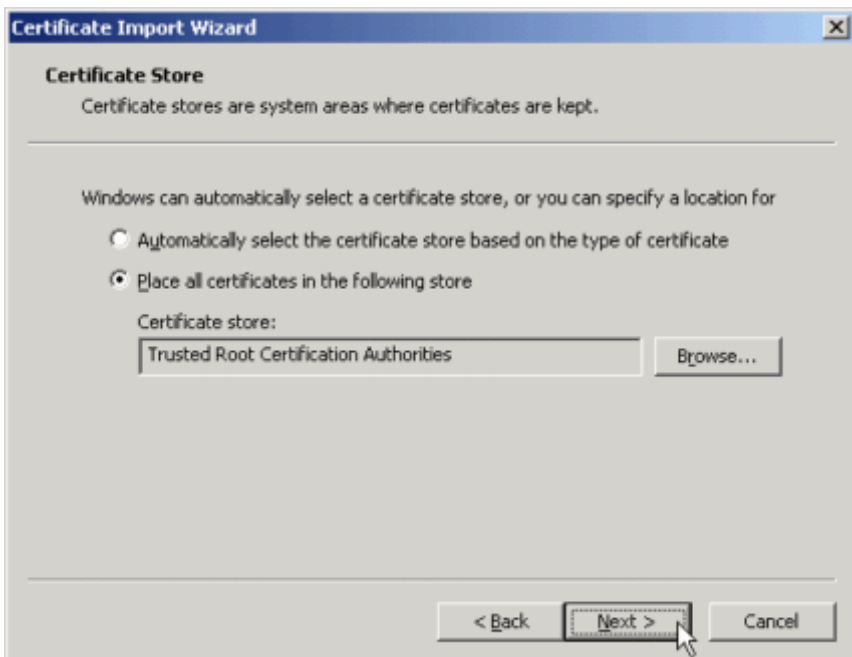 Certificate Import Wizard
Certificate Store
Certificate stores are system areas where certificates are kept.
Windows can automatically select a certificate store, or you can specify a location for
Automatically select the certificate store based on the type of certificate
Place all certificates in the following store
Certificate store:
Trusted Root Certification Authorities
Browse...
< Back
Next >
Cancel